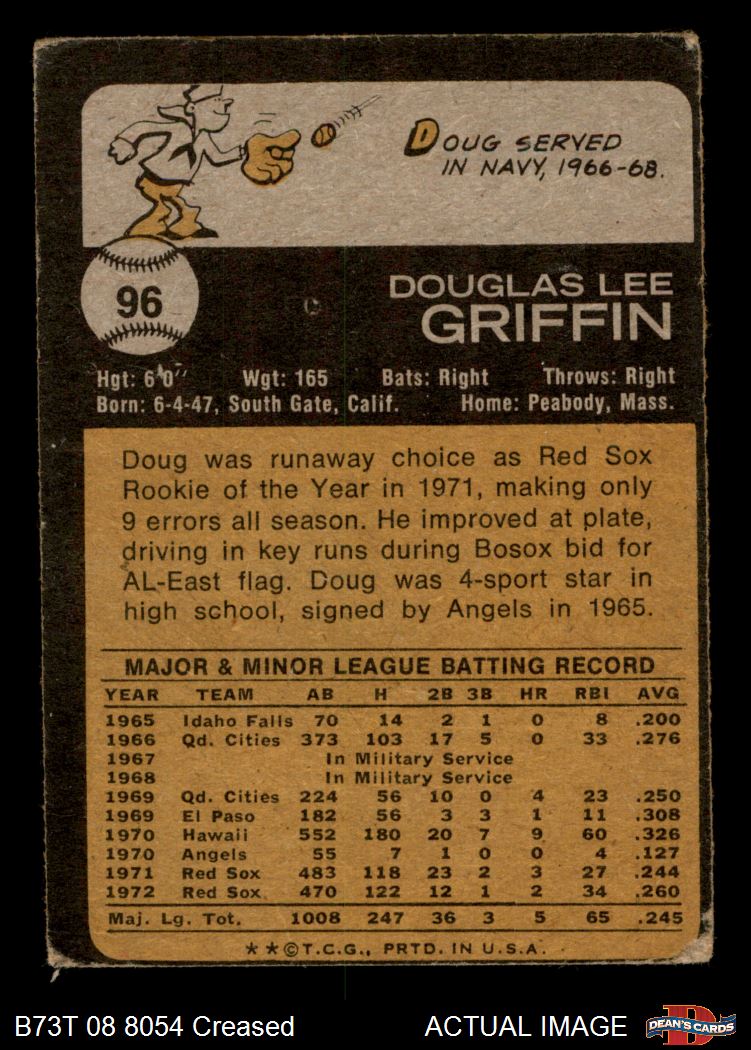 DOUG SERVED
IN NAVY, 1966-68.
96
DOUGLAS LEE
GRIFFIN
Hgt: 6'0" Wgt: 165 Bats: Right Throws: Right
Born: 6-4-47, South Gate, Calif. Home: Peabody, Mass.
Doug was runaway choice as Red Sox
Rookie of the Year in 1971, making only
9 errors all season. He improved at plate,
driving in key runs during Bosox bid for
AL-East flag. Doug was 4-sport star in
high school, signed by Angels in 1965.
MAJOR & MINOR LEAGUE BATTING RECORD
YEAR TEAM AB H 2B 3B HR RBI AVG
1965 Idaho Falls 70 14 2 1 0 8 .200
1966 Qd. Cities 373 103 17 5 0 33 .276
1967 In Military Service
1968 In Military Service
1969 Qd. Cities 224 56 10 0 4 23 .250
1969 El Paso 182 56 3 3 1 11 .308
1970 Hawaii 552 180 20 7 9 60 .326
1970 Angels 55 7 1 0 0 4 .127
1971 Red Sox 483 118 23 2 3 27 .244
1972 Red Sox 470 122 12 1 2 34 .260
Maj. Lg. Tot. 1008 247 36 3 5 65 .245
**©T.C.G., PRTD. IN U.S.A.
B73T 08 8054 Creased ACTUAL IMAGE
DEAN'S CARDS